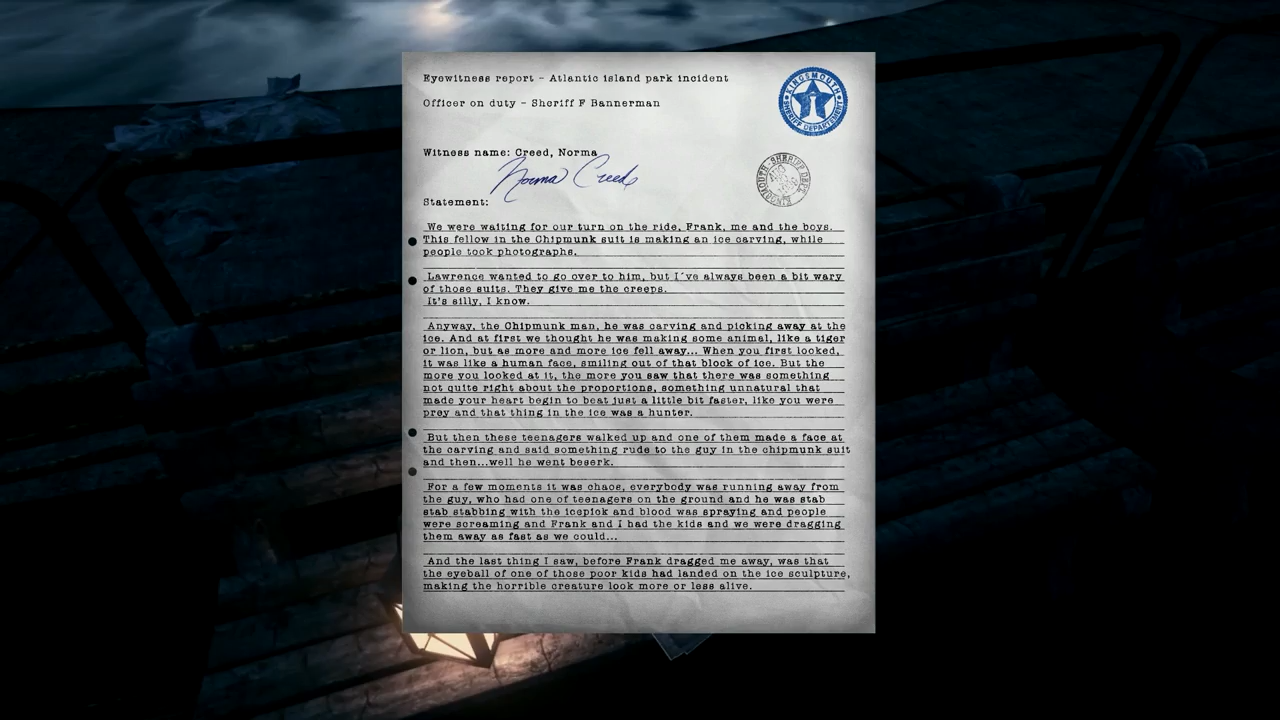 Eyewitness report - Atlantic island park incident
Officer on duty - Sheriff F Bannerman
KINGSMOUTH
SHERIFF DEPARTEMENT
Witness name: Creed, Norma
Norma Creed
Statement:
We were waiting for our turn on the ride, Frank, me and the boys.
This fellow in the Chipmunk suit is making an ice carving, while
people took photographs.
Lawrence wanted to go over to him, but I´ve always been a bit wary
of those suits. They give me the creeps.
It's silly, I know.
Anyway, the Chipmunk man, he was carving and picking away at the
ice. And at first we thought he was making some animal, like a tiger
or lion, but as more and more ice fell away... When you first looked,
it was like a human face, smiling out of that block of ice. But the
more you looked at it, the more you saw that there was something
not quite right about the proportions, something unnatural that
made your heart begin to beat just a little bit faster, like you were
prey and that thing in the ice was a hunter.
But then these teenagers walked up and one of them made a face at
the carving and said something rude to the guy in the chipmunk suit
and then...well he went beserk.
For a few moments it was chaos, everybody was running away from
the guy, who had one of teenagers on the ground and he was stab
stab stabbing with the icepick and blood was spraying and people
were screaming and Frank and I had the kids and we were dragging
them away as fast as we could...
And the last thing I saw, before Frank dragged me away, was that
the eyeball of one of those poor kids had landed on the ice sculpture,
making the horrible creature look more or less alive.